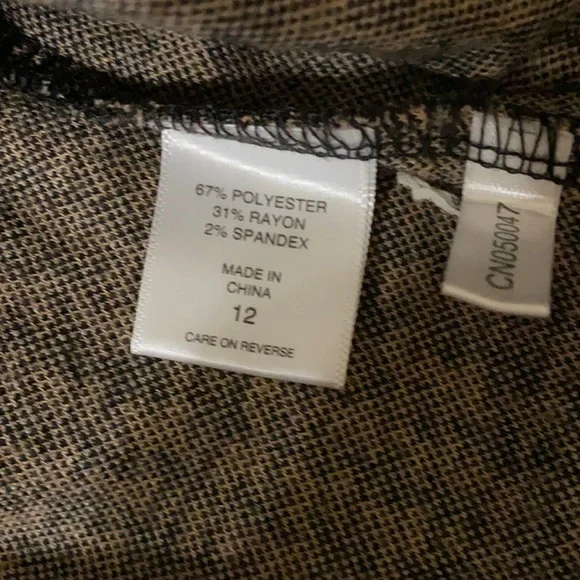 67% POLYESTER
31% RAYON
2% SPANDEX
MADE IN
CHINA
12
CARE ON REVERSE
CN050047